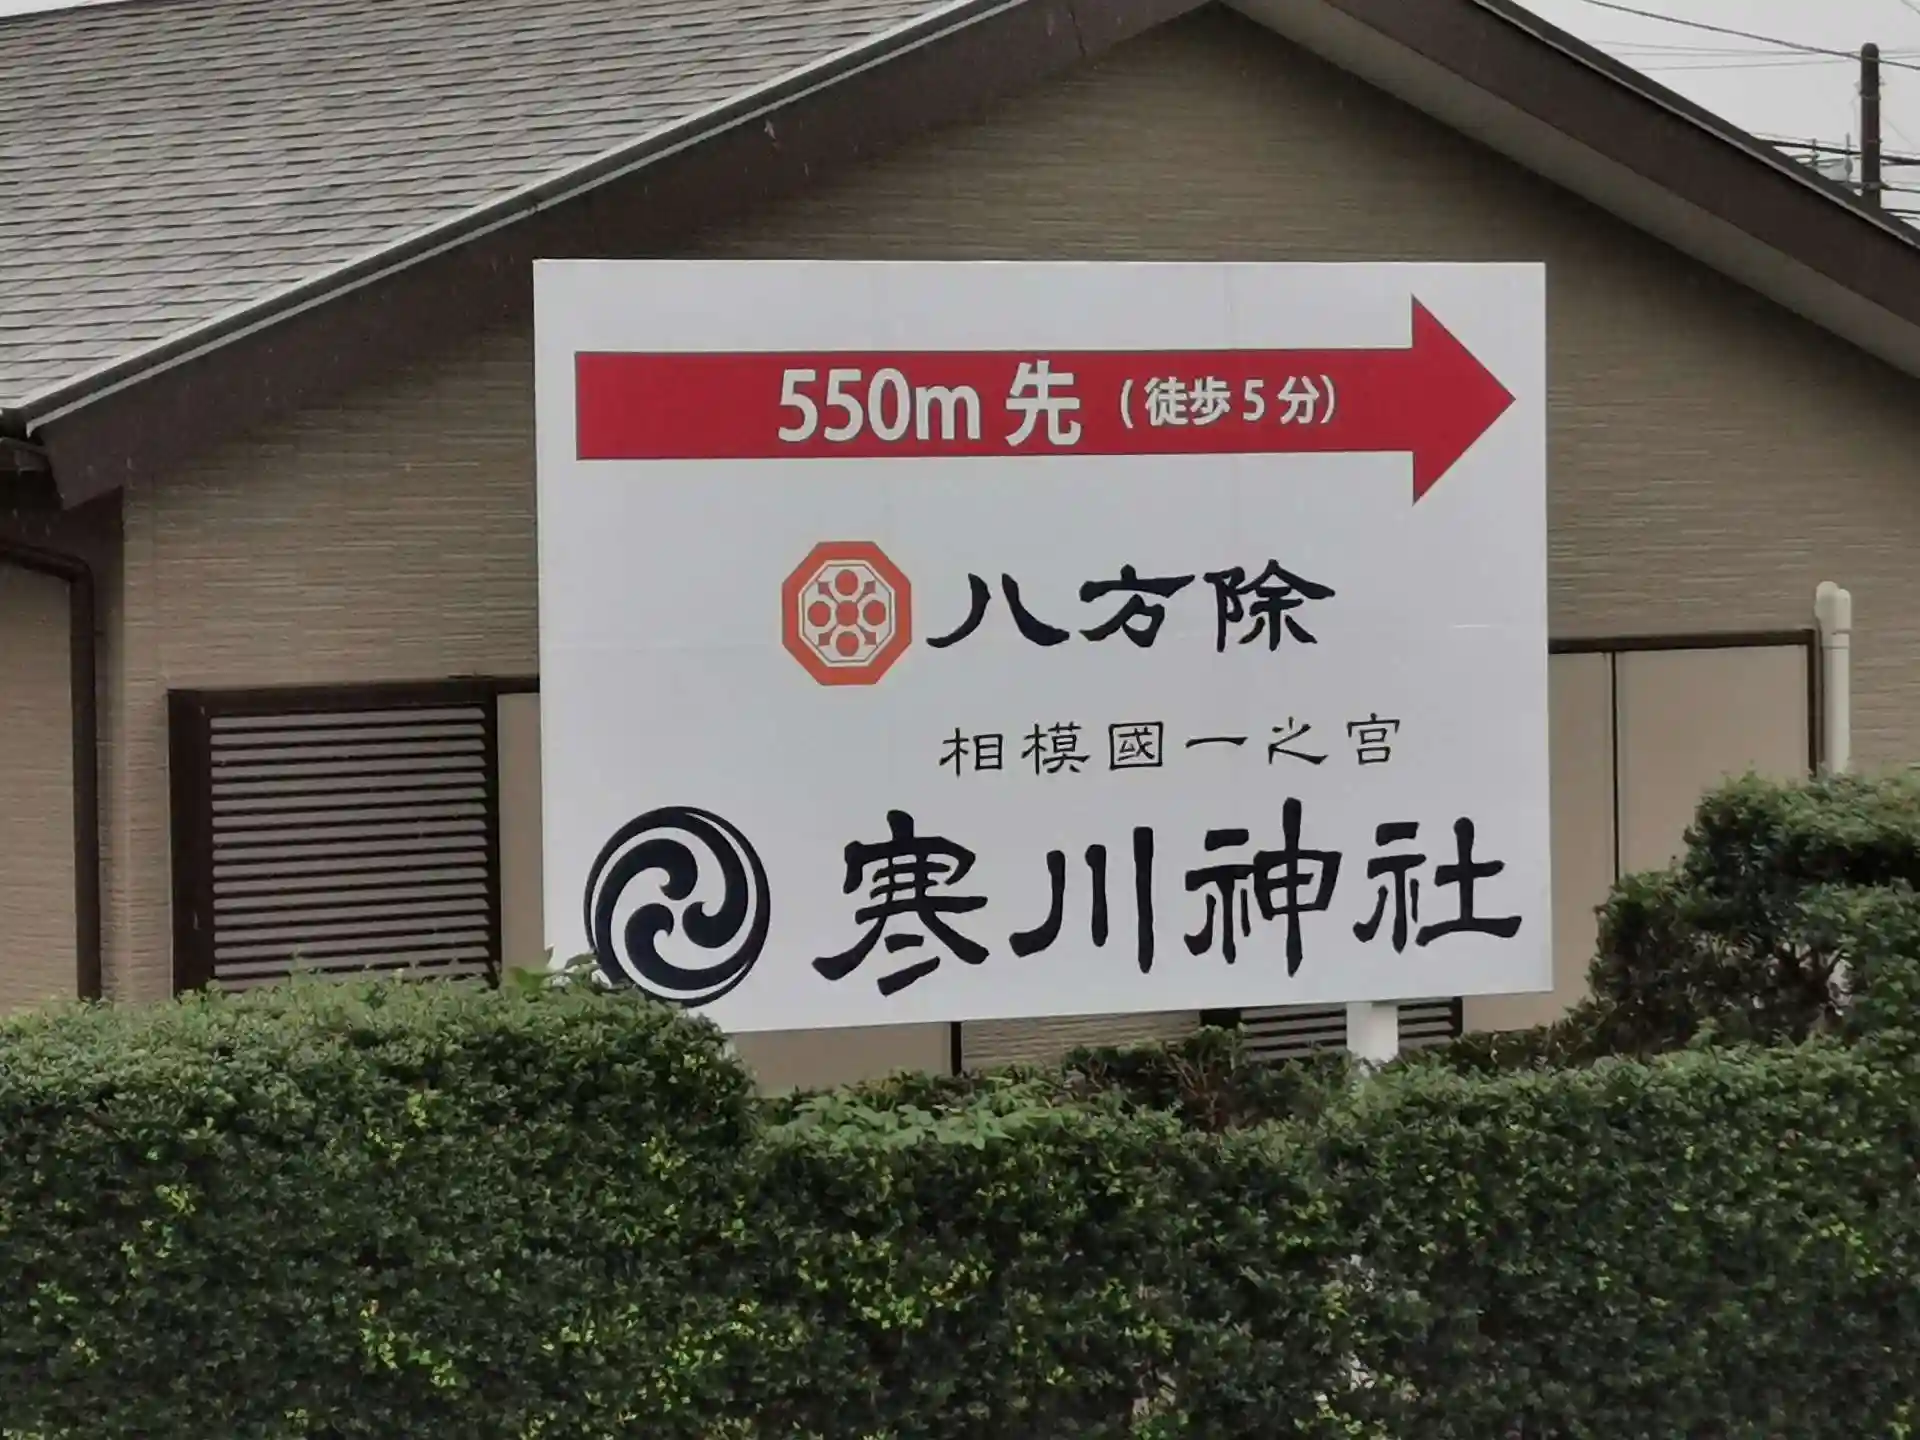 550m 先 (徒歩5分)
八方除
相模國一之宮
寒川神社